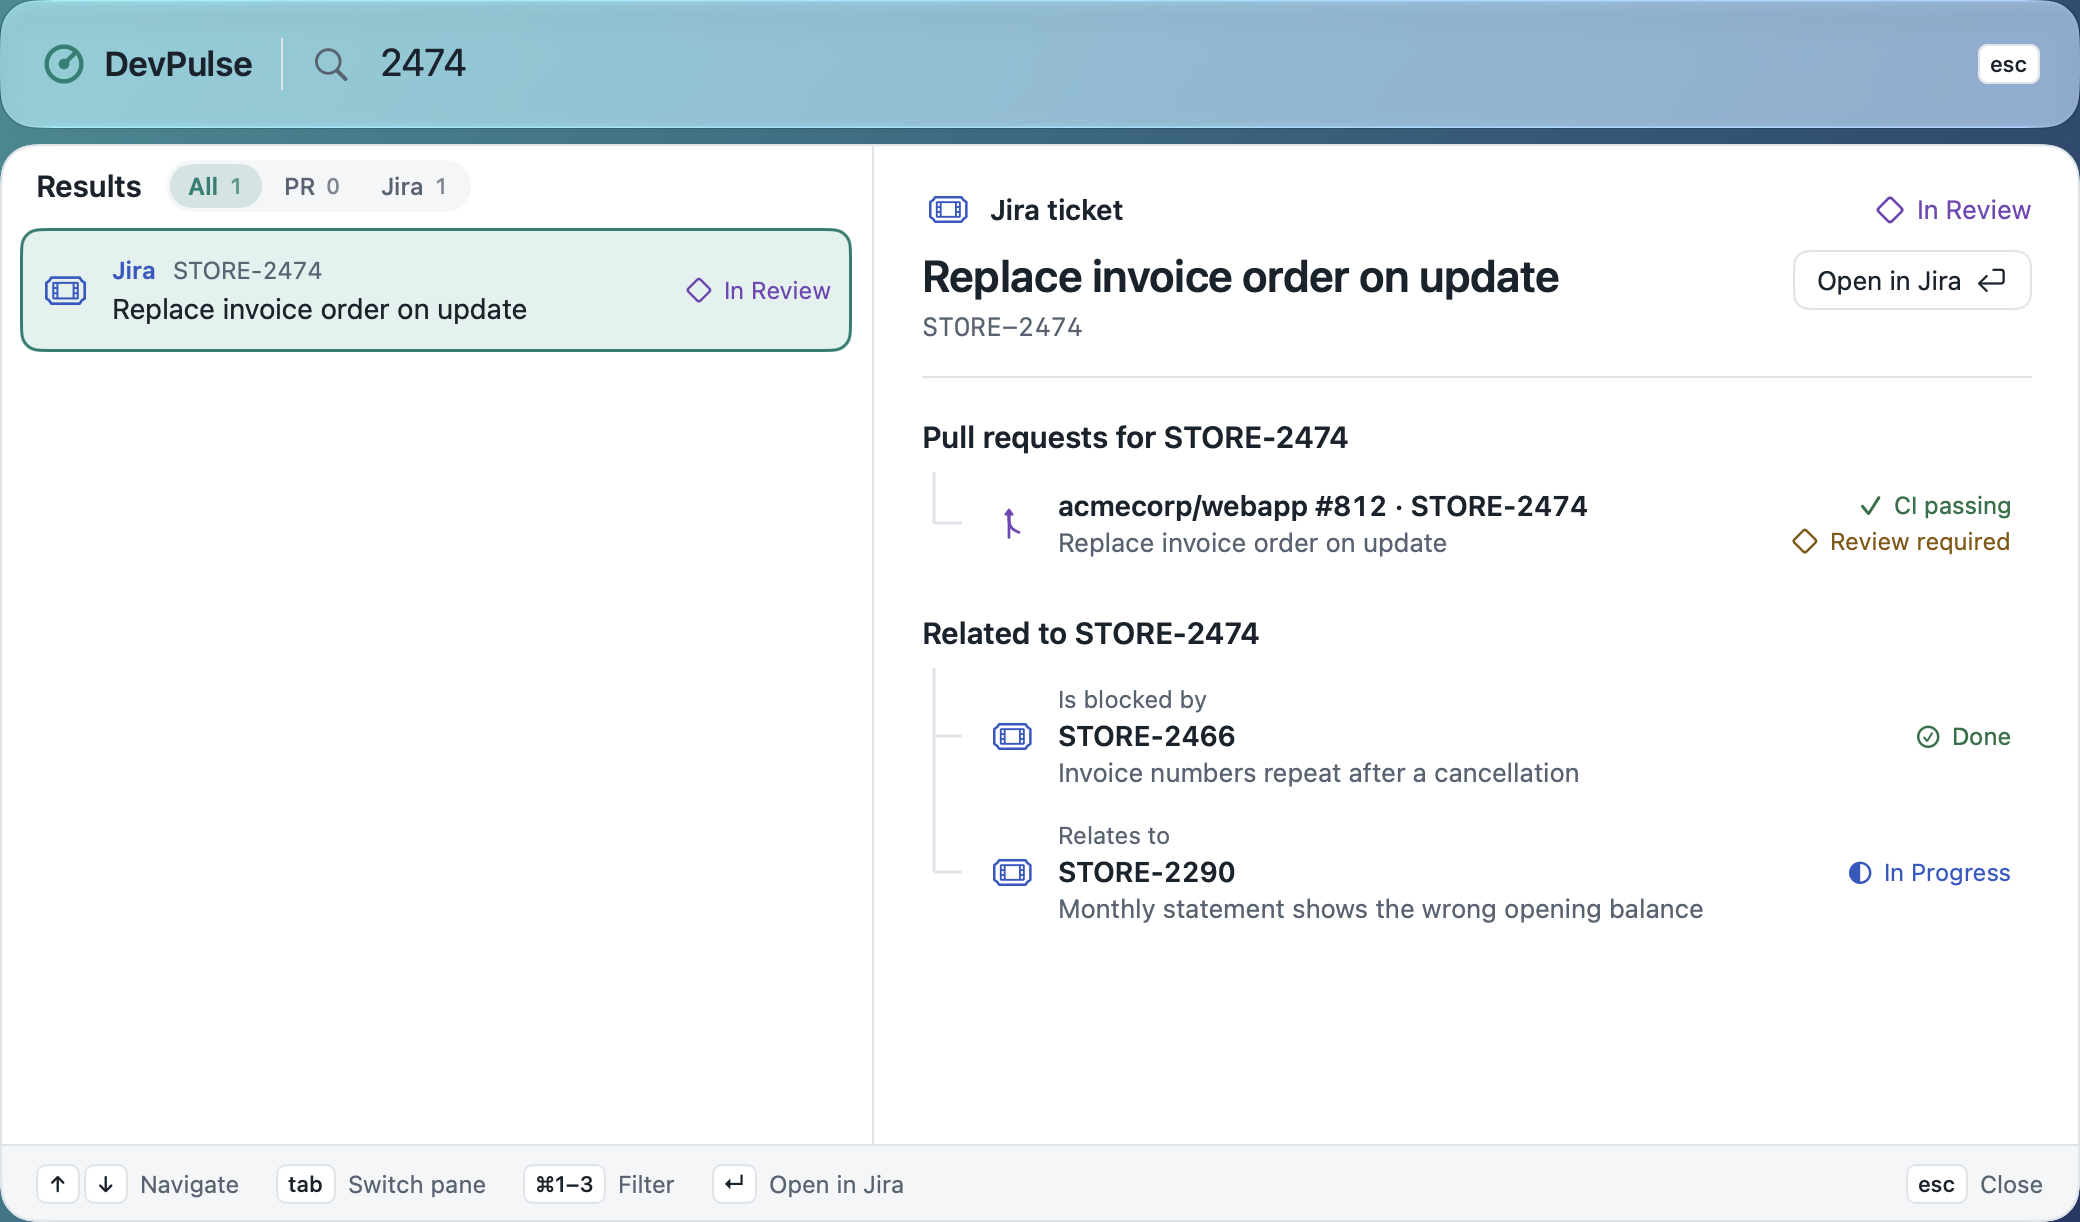 DevPulse 2474 esc
Results All 1 PR 0 Jira 1
Jira STORE-2474
Replace invoice order on update
In Review
Jira ticket In Review
Replace invoice order on update
Open in Jira
STORE–2474
Pull requests for STORE-2474
acmecorp/webapp #812 · STORE-2474 CI passing
Replace invoice order on update Review required
Related to STORE-2474
Is blocked by
STORE-2466 Done
Invoice numbers repeat after a cancellation
Relates to
STORE-2290 In Progress
Monthly statement shows the wrong opening balance
↑ ↓ Navigate tab Switch pane ⌘1–3 Filter ↵ Open in Jira esc Close